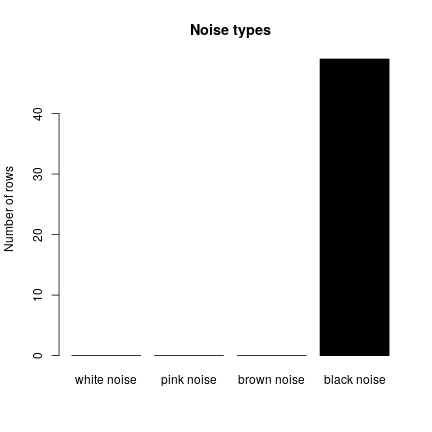 Noise types
Number of rows
40
30
20
10
0
white noise
pink noise
brown noise
black noise